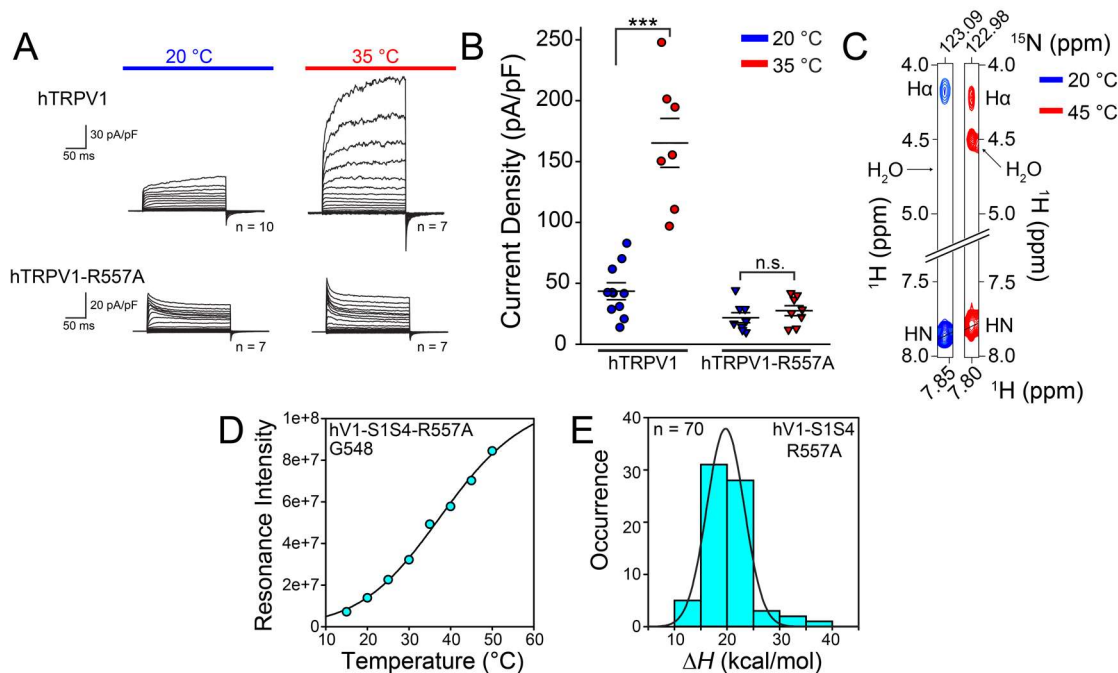 A
20 °C
35 °C
hTRPV1
30 pA/pF
50 ms
n = 10
n = 7
hTRPV1-R557A
20 pA/pF
50 ms
n = 7
n = 7
B
Current Density (pA/pF)
250
200
150
100
50
0
***
20 °C
35 °C
n.s.
hTRPV1
hTRPV1-R557A
C
123.09
122.98
15N (ppm)
4.0
4.0
Hα
Hα
20 °C
45 °C
4.5
4.5
H2O
H2O
5.0
5.0
1H (ppm)
1H (ppm)
7.5
7.5
HN
HN
8.0
8.0
7.85
7.80
1H (ppm)
D
Resonance Intensity
hV1-S1S4-R557A
G548
1e+8
8e+7
6e+7
4e+7
2e+7
0
10 20 30 40 50 60
Temperature (°C)
E
Occurrence
n = 70
hV1-S1S4
R557A
40
30
20
10
0
10 20 30 40
ΔH (kcal/mol)